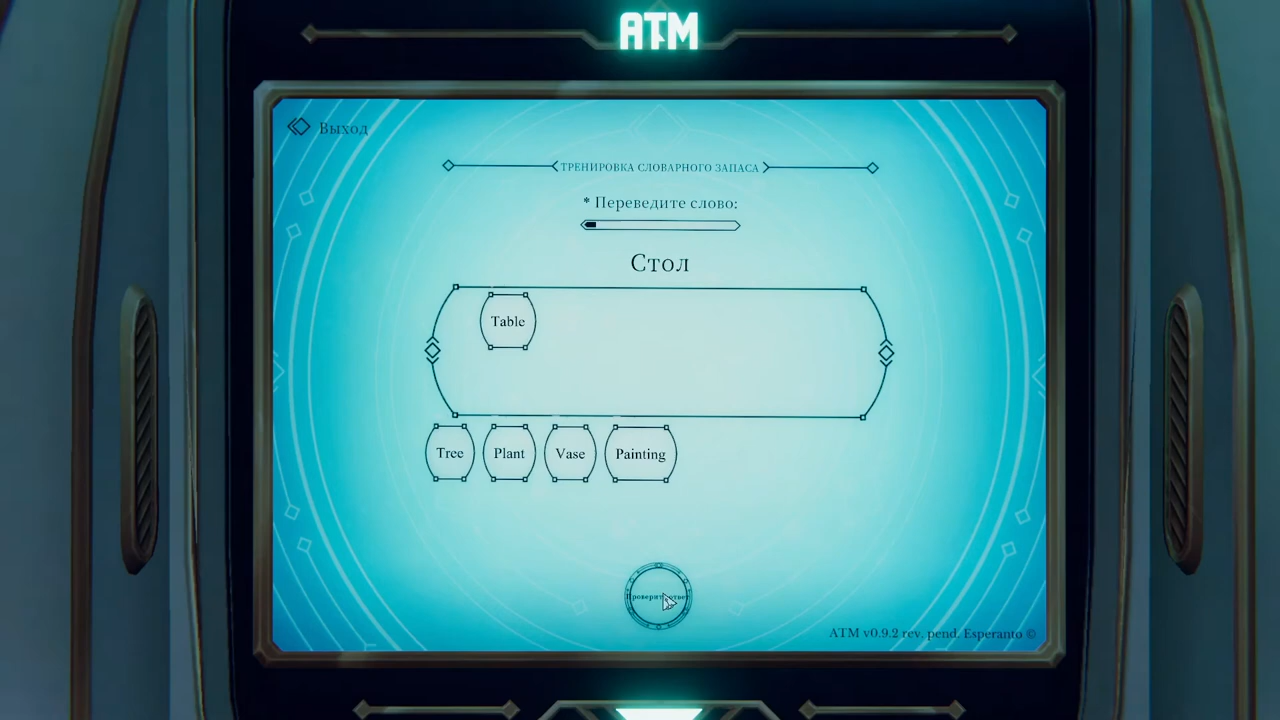 ATM
Выход
ТРЕНИРОВКА СЛОВАРНОГО ЗАПАСА
* Переведите слово:
Стол
Table
Tree Plant Vase Painting
ATM v0.9.2 rev. pend. Esperanto ©